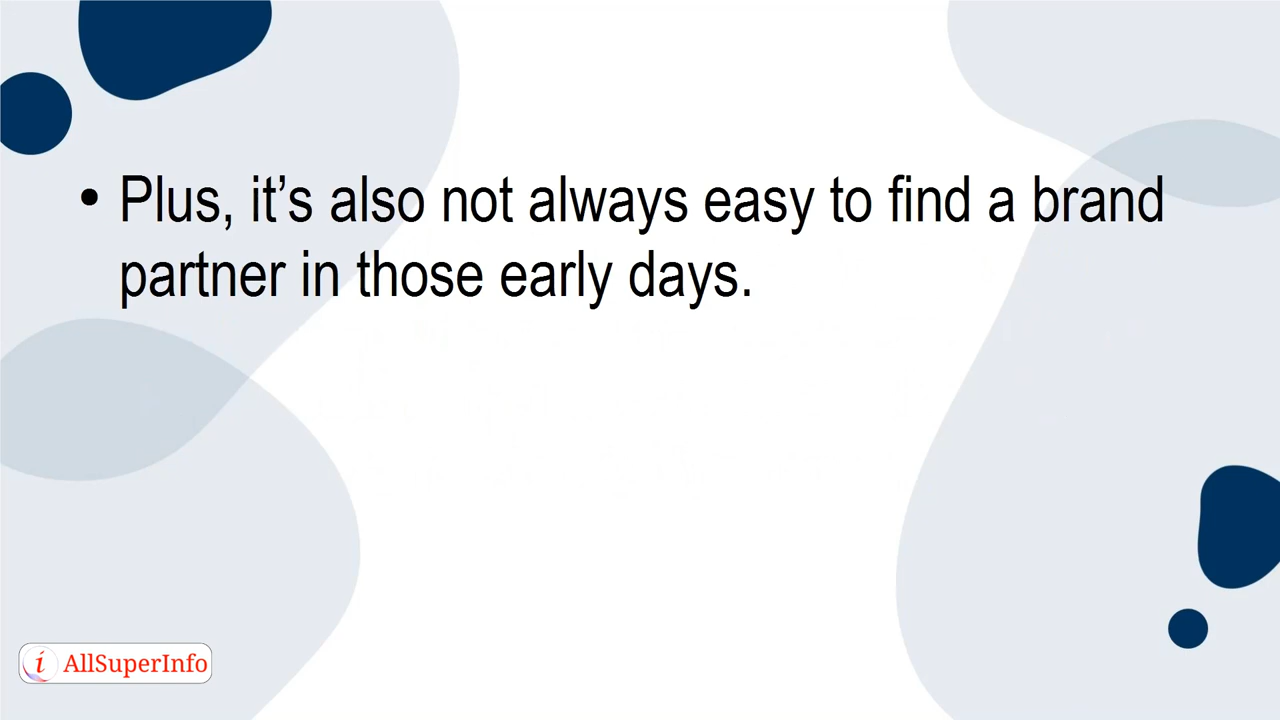 • Plus, it’s also not always easy to find a brand
partner in those early days.
i AllSuperInfo